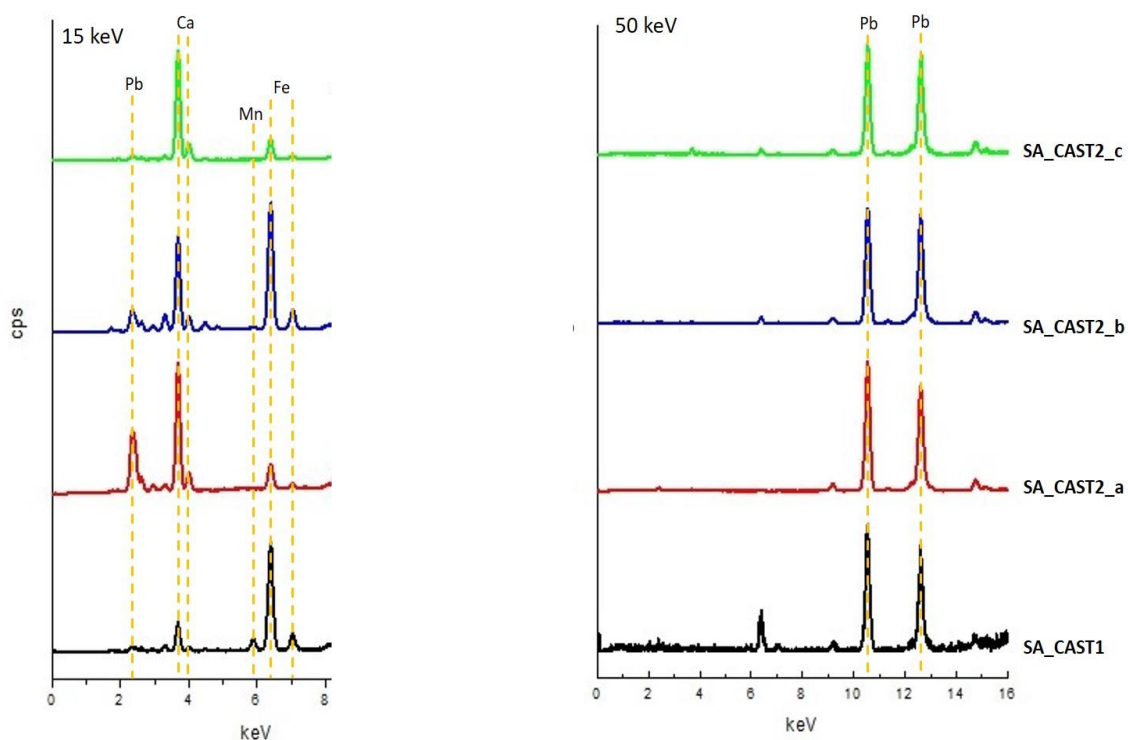 15 keV
Ca
Pb
Fe
Mn
cps
0 2 4 6 8
keV
50 keV
Pb
Pb
SA_CAST2_c
SA_CAST2_b
SA_CAST2_a
SA_CAST1
0 2 4 6 8 10 12 14 16
keV